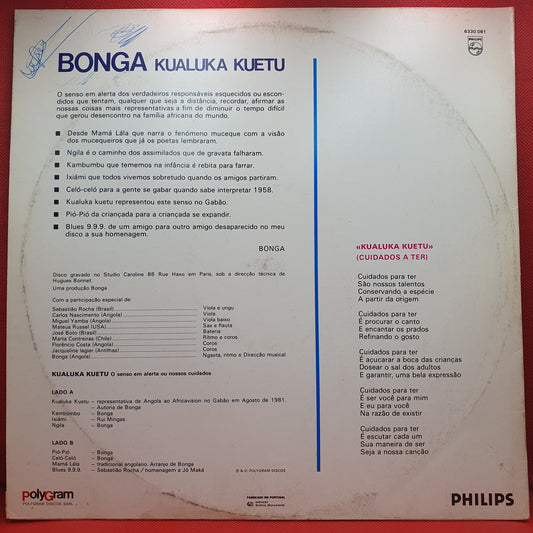 PHILIPS
6330 081
BONGA KUALUKA KUETU
O senso em alerta dos verdadeiros responsáveis esquecidos ou escon-
didos que tentam, qualquer que seja a distância, recordar, afirmar as
nossas coisas mais representativas a fim de diminuir o tempo difícil
que gerou desencontro na família africana do mundo.
■ Desde Mamá Lála que narra o fenómeno muceque com a visão
dos mucequeiros que já os poetas lembraram.
■ Ngila é o caminho dos assimilados que de gravata falharam.
■ Kambumbu que tememos na infância é rebita para farrar.
■ Ixiámi que todos vivemos sobretudo quando os amigos partiram.
■ Celó-celó para a gente se gabar quando sabe interpretar 1958.
■ Kualuka kuetu representou este senso no Gabão.
■ Pió-Pió da criançada para a criançada se expandir.
■ Blues 9.9.9. de um amigo para outro amigo desaparecido no meu
disco a sua homenagem.
BONGA
Disco gravado no Studio Caroline 86 Rue Haxo em Paris, sob a direcção técnica de
Hugues Bonnet.
Uma produção Bonga
Com a participação especial de:
Sebastião Rocha (Brasil) Viola e ungu
Carlos Nascimento (Angola) Viola
Miguel Yamba (Angola) Viola baixo
Mateus Russel (USA) Sax e flauta
José Boto (Brasil) Bateria
Marta Contreiras (Chile) Ritmo e coros
Florêncio Costa (Angola) Coros
Jacqueline lagier (Antilhas) Coros
Bonga (Angola) Ngaeta, ritmo e Direcção musical
KUALUKA KUETU O senso em alerta ou nossos cuidados
LADO A
Kualuka Kuetu – representativa de Angola ao Africavision no Gabão em Agosto de 1981.
– Autoria de Bonga
Kambumbo – Bonga
Ixiámi – Rui Mingas
Ngila – Bonga
LADO B
Pió-Pió – Bonga
Celó-Celó – Bonga
Mamá Lála – tradicional angolano. Arranjo de Bonga
Blues 9.9.9. – Sebastião Rocha / homenagem a Jó Maká
℗ & © POLYGRAM DISCOS
«KUALUKA KUETU»
(CUIDADOS A TER)
Cuidados para ter
São nossos talentos
Conservando a espécie
A partir da origem
Cuidados para ter
É procurar o canto
E encantar os prados
Refinando o gosto
Cuidados para ter
É açucarar a boca das crianças
Dosear o sal dos adultos
E garantir, uma bela expressão
Cuidados para ter
É ser você para mim
E eu para você
Na razão de existir
Cuidados para ter
É escutar cada um
Sua maneira de ser
Seja a nossa canção
PolyGram
POLYGRAM DISCOS SARL
FABRICADO EM PORTUGAL
PHILIPS